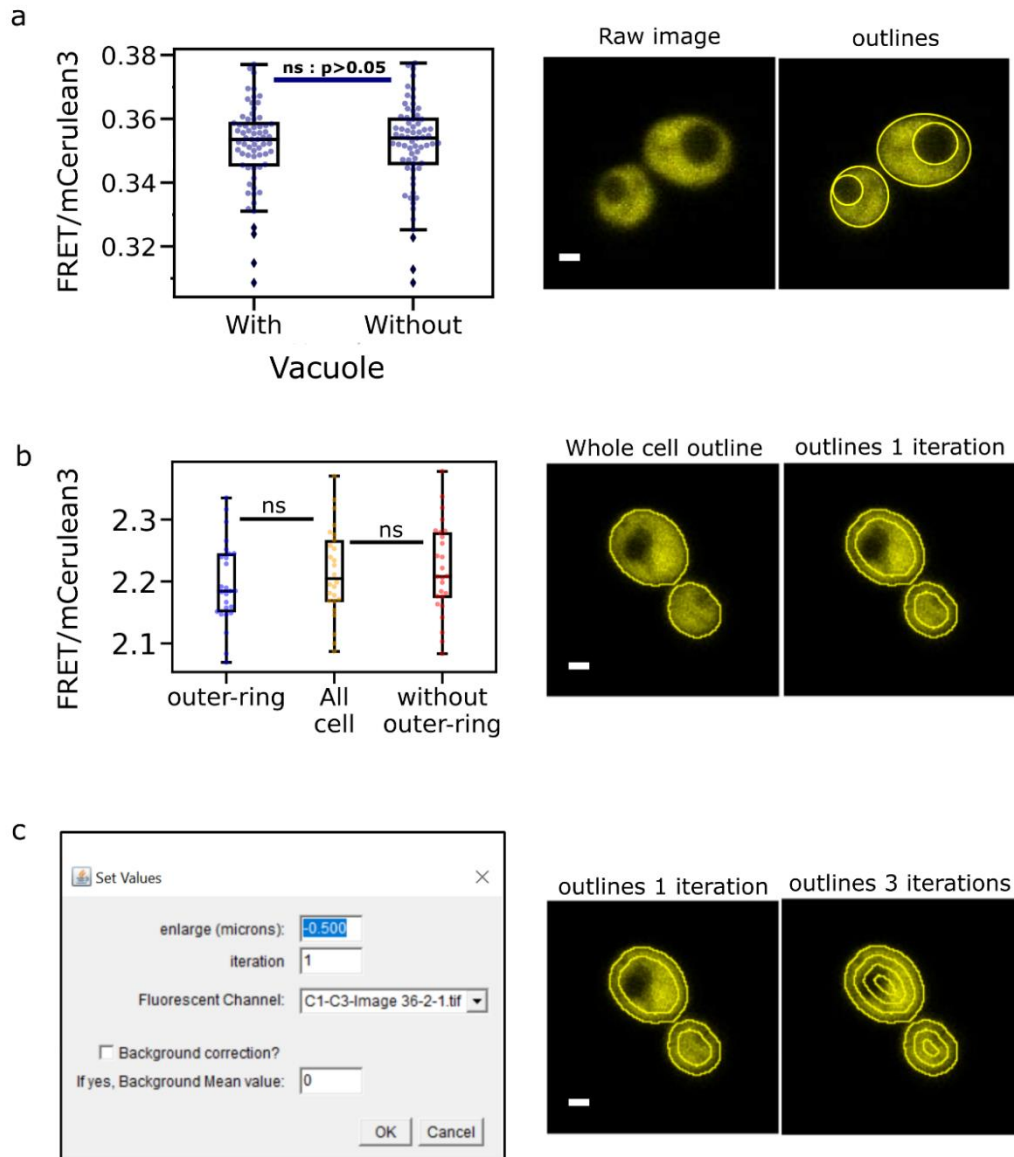 a
FRET/mCerulean3
0.38
0.36
0.34
0.32
ns : p>0.05
With
Without
Vacuole
Raw image
outlines
b
FRET/mCerulean3
2.3
2.2
2.1
ns
ns
outer-ring
All
cell
without
outer-ring
Whole cell outline
outlines 1 iteration
c
Set Values
enlarge (microns):
-0.500
iteration
1
Fluorescent Channel:
C1-C3-Image 36-2-1.tif
Background correction?
If yes, Background Mean value:
0
OK
Cancel
outlines 1 iteration
outlines 3 iterations